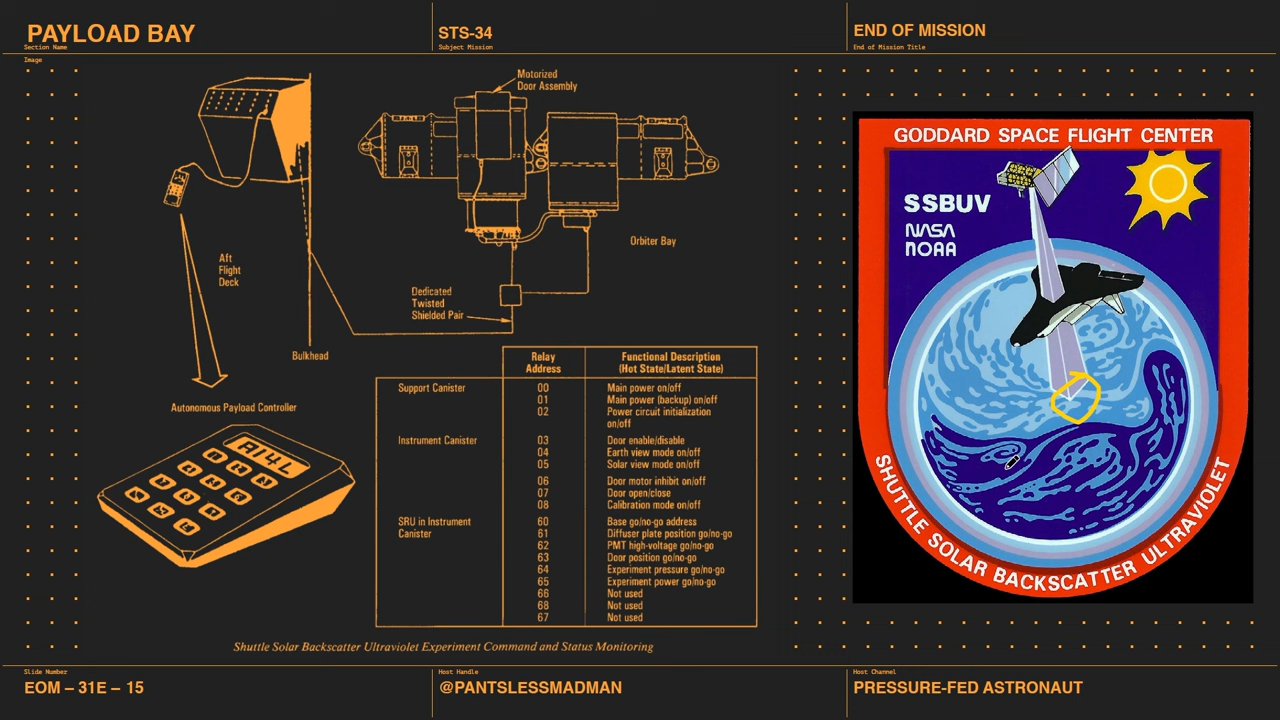 PAYLOAD BAY
Section Name
STS-34
Subject Mission
END OF MISSION
End of Mission Title
Image
Motorized
Door Assembly
Orbiter Bay
Aft
Flight
Deck
Dedicated
Twisted
Shielded Pair
Bulkhead
Autonomous Payload Controller
A14L
Relay
Address
Functional Description
(Hot State/Latent State)
Support Canister
00 Main power on/off
01 Main power (backup) on/off
02 Power circuit initialization
on/off
Instrument Canister
03 Door enable/disable
04 Earth view mode on/off
05 Solar view mode on/off
06 Door motor inhibit on/off
07 Door open/close
08 Calibration mode on/off
SRU in Instrument
Canister
60 Base go/no-go address
61 Diffuser plate position go/no-go
62 PMT high-voltage go/no-go
63 Door position go/no-go
64 Experiment pressure go/no-go
65 Experiment power go/no-go
66 Not used
68 Not used
67 Not used
Shuttle Solar Backscatter Ultraviolet Experiment Command and Status Monitoring
GODDARD SPACE FLIGHT CENTER
SSBUV
NASA
NOAA
SHUTTLE SOLAR BACKSCATTER ULTRAVIOLET
Slide Number
EOM – 31E – 15
Host Handle
@PANTSLESSMADMAN
Host Channel
PRESSURE-FED ASTRONAUT